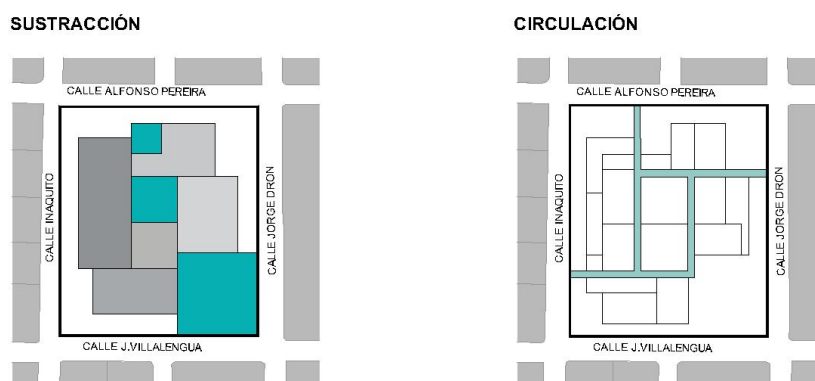 SUSTRACCIÓN
CALLE ALFONSO PEREIRA
CALLE INAQUITO
CALLE JORGE DRON
CALLE J.VILLALENGUA
CIRCULACIÓN
CALLE ALFONSO PEREIRA
CALLE INAQUITO
CALLE JORGE DRON
CALLE J.VILLALENGUA